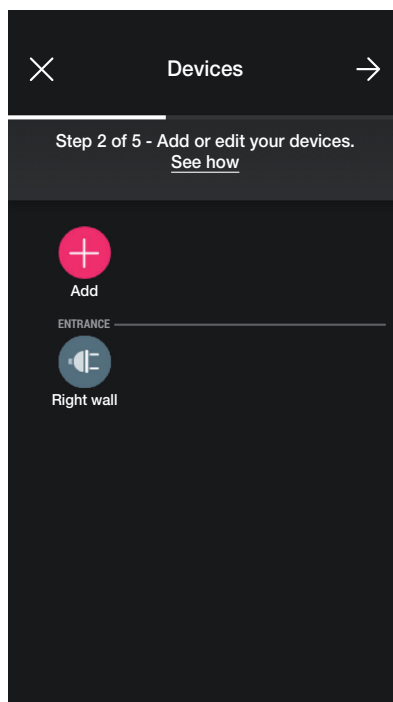 Devices
Step 2 of 5 - Add or edit your devices.
See how
Add
ENTRANCE
Right wall